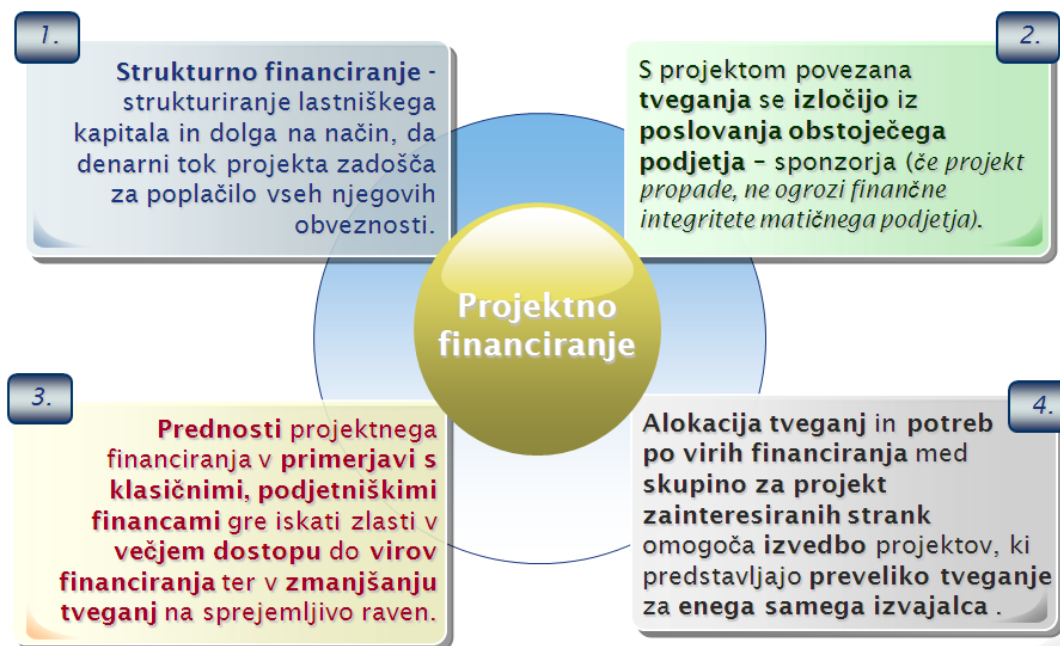 1.
Strukturno financiranje -
strukturiranje lastniškega
kapitala in dolga na način, da
denarni tok projekta zadošča
za poplačilo vseh njegovih
obveznosti.
2.
S projektom povezana
tveganja se izločijo iz
poslovanja obstoječega
podjetja – sponzorja (če projekt
propade, ne ogrozi finančne
integritete matičnega podjetja).
Projektno
financiranje
3.
Prednosti projektnega
financiranja v primerjavi s
klasičnimi, podjetniškimi
financami gre iskati zlasti v
večjem dostopu do virov
financiranja ter v zmanjšanju
tveganj na sprejemljivo raven.
4.
Alokacija tveganj in potreb
po virih financiranja med
skupino za projekt
zainteresiranih strank
omogoča izvedbo projektov, ki
predstavljajo preveliko tveganje
za enega samega izvajalca .